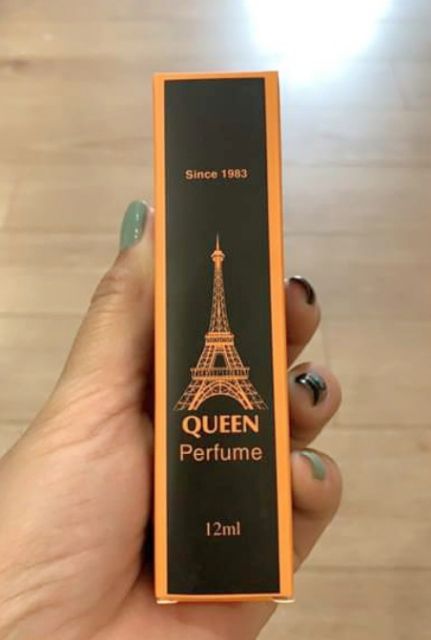 Since 1983
QUEEN
Perfume
12ml